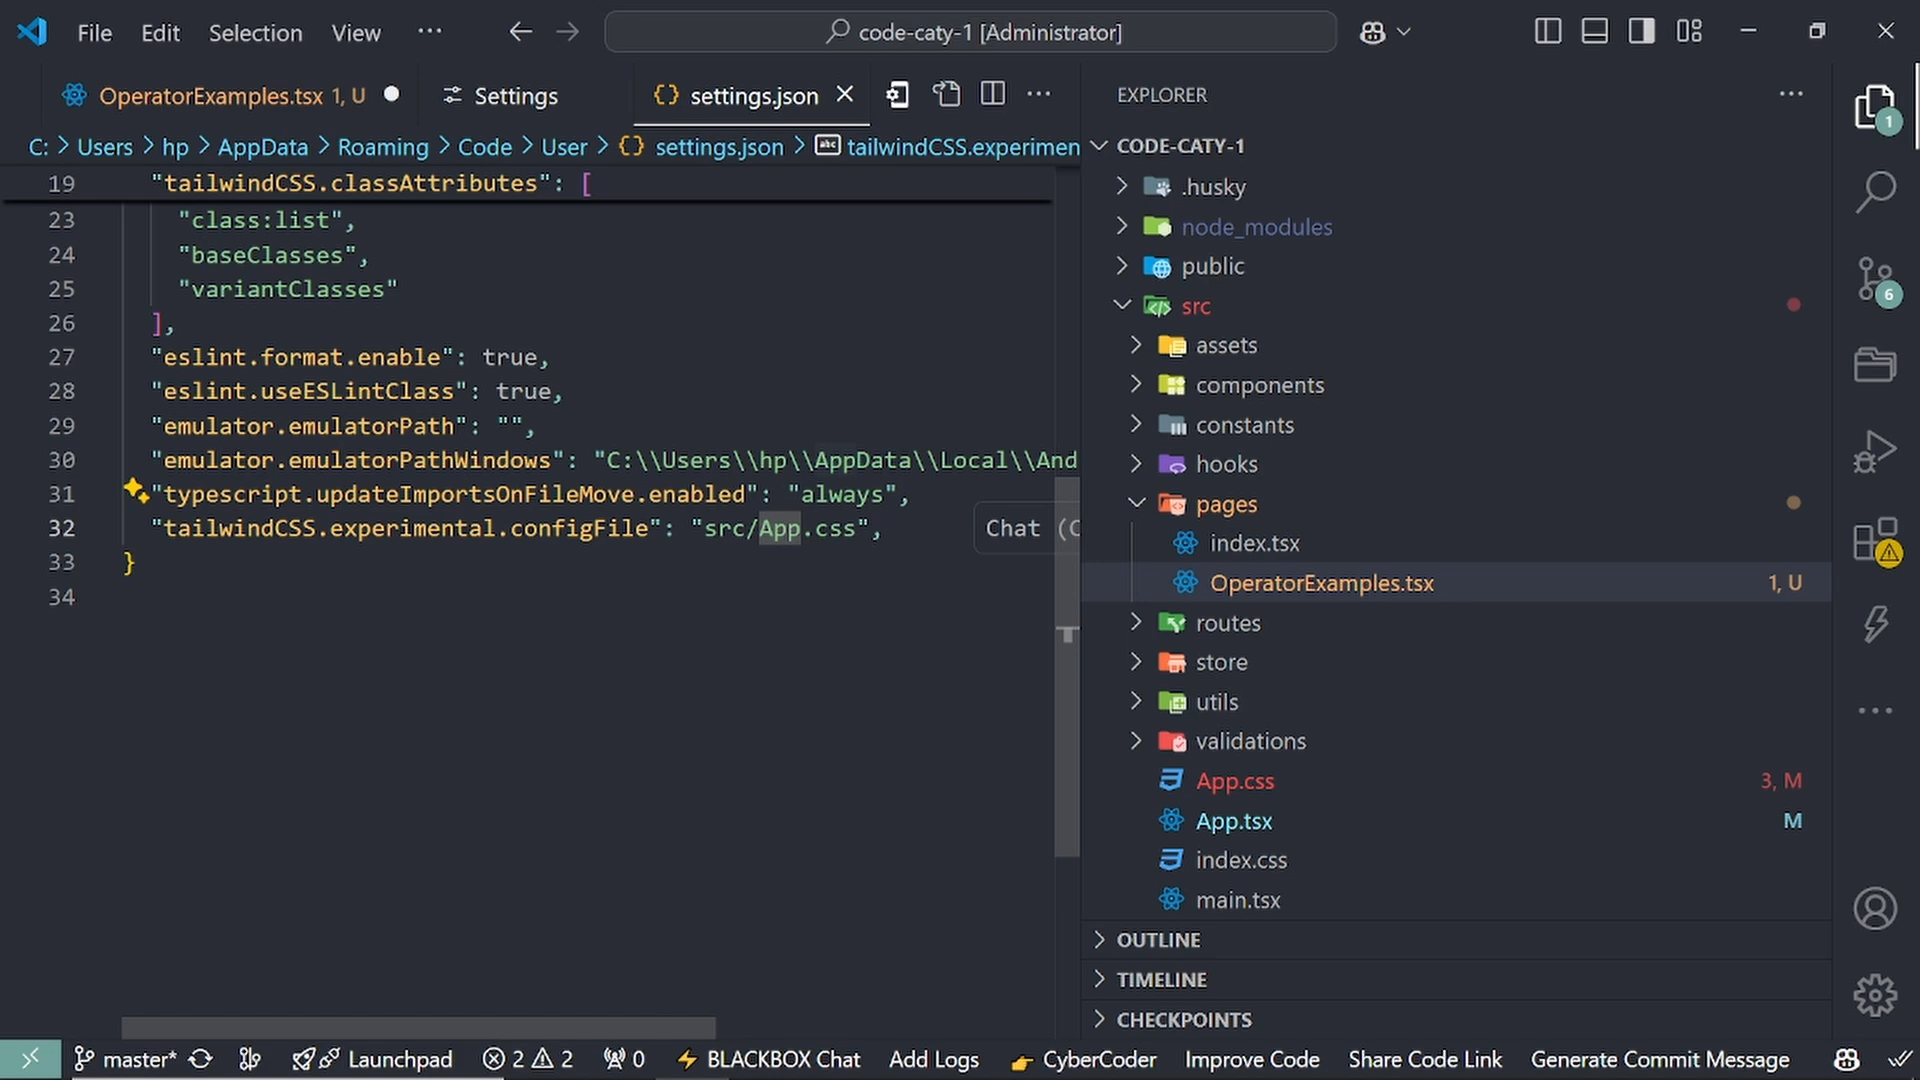 File Edit Selection View ··· code-caty-1 [Administrator]
OperatorExamples.tsx 1, U Settings settings.json
C: > Users > hp > AppData > Roaming > Code > User > {} settings.json > abc tailwindCSS.experimen
19 "tailwindCSS.classAttributes": [
23 "class:list",
24 "baseClasses",
25 "variantClasses"
26 ],
27 "eslint.format.enable": true,
28 "eslint.useESLintClass": true,
29 "emulator.emulatorPath": "",
30 "emulator.emulatorPathWindows": "C:\\Users\\hp\\AppData\\Local\\And
31 "typescript.updateImportsOnFileMove.enabled": "always",
32 "tailwindCSS.experimental.configFile": "src/App.css", Chat (C
33 }
34
EXPLORER
CODE-CATY-1
.husky
node_modules
public
src
assets
components
constants
hooks
pages
index.tsx
OperatorExamples.tsx 1, U
routes
store
utils
validations
App.css 3, M
App.tsx M
index.css
main.tsx
OUTLINE
TIMELINE
CHECKPOINTS
1
6
master* Launchpad 2 2 0 BLACKBOX Chat Add Logs CyberCoder Improve Code Share Code Link Generate Commit Message